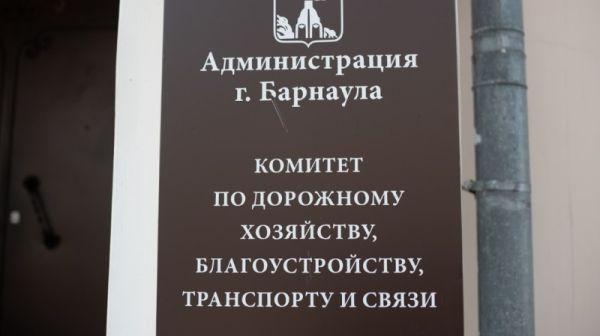 Администрация
г. Барнаула
КОМИТЕТ
ПО ДОРОЖНОМУ
ХОЗЯЙСТВУ,
БЛАГОУСТРОЙСТВУ,
ТРАНСПОРТУ И СВЯЗИ